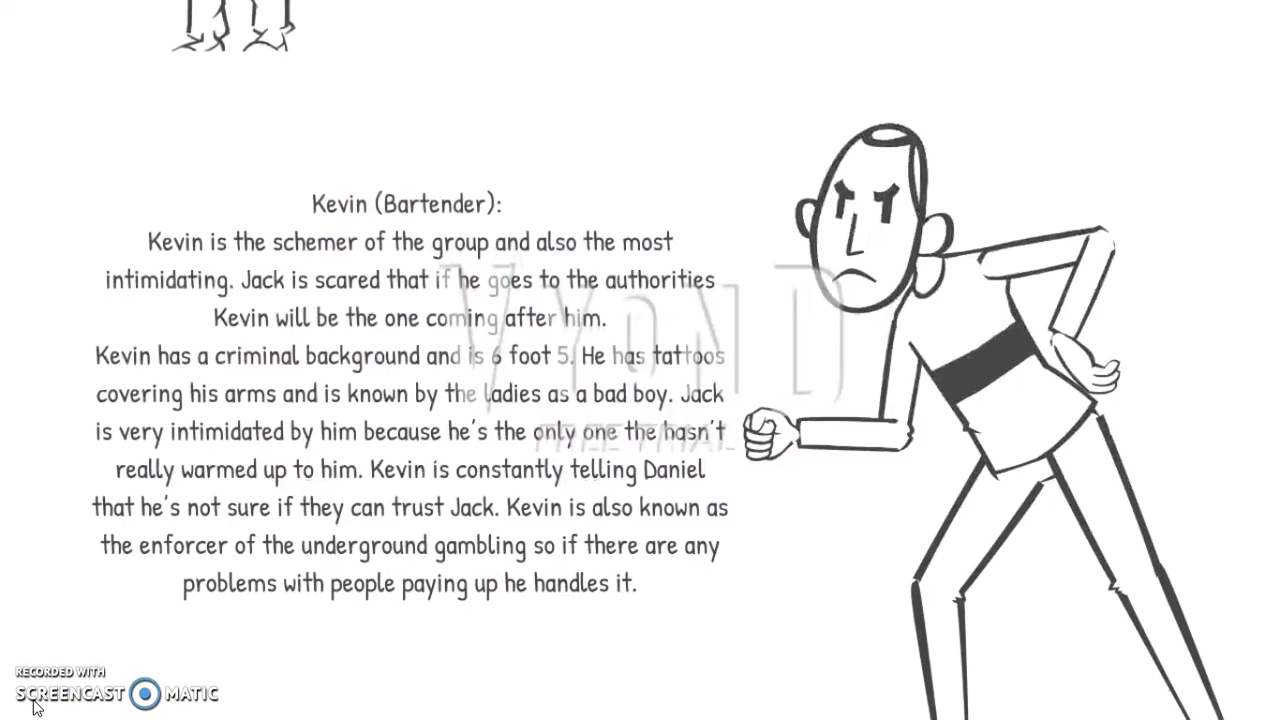 Kevin (Bartender):
Kevin is the schemer of the group and also the most
intimidating. Jack is scared that if he goes to the authorities
Kevin will be the one coming after him.
Kevin has a criminal background and is 6 foot 5. He has tattoos
covering his arms and is known by the ladies as a bad boy. Jack
is very intimidated by him because he's the only one the hasn't
really warmed up to him. Kevin is constantly telling Daniel
that he's not sure if they can trust Jack. Kevin is also known as
the enforcer of the underground gambling so if there are any
problems with people paying up he handles it.
VYOND
FREE TRIAL
RECORDED WITH
SCREENCAST MATIC